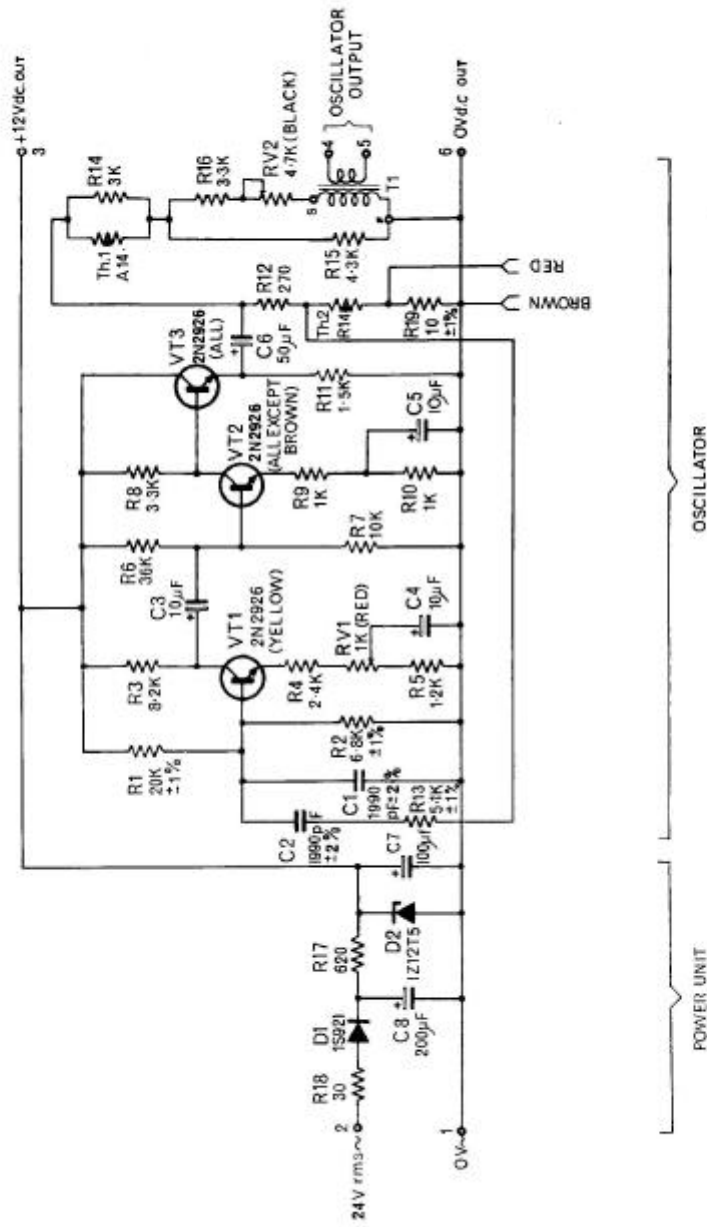 24V rms~
2
0V~
1
R18
30
D1
1S921
C8
200µF
R17
620
D2
1Z12T5
C7
100µF
+
C2
1990pF
±2%
C1
1990
R13
±1%
R1
20K
±1%
R2
6·8K
±1%
R3
8·2K
VT1
2N2926
(YELLOW)
R4
2·4K
RV1
1K (RED)
R5
1·2K
C4
10µF
+
C3
10µF
+
R6
36K
R7
10K
R8
3·3K
VT2
2N2926
(ALL EXCEPT
BROWN)
R9
1K
R10
1K
C5
10µF
VT3
2N2926
(ALL)
C6
50µF
+
R11
1·5K
R12
270
Th2
R14
R19
10
±1%
BROWN
RED
Th.1
A14.
R14
3K
R15
4·3K
R16
3·3K
RV2
4·7K (BLACK)
T1
4
5
OSCILLATOR
OUTPUT
+12Vdc.OUT
3
6
0Vd.C OUT
POWER UNIT
OSCILLATOR